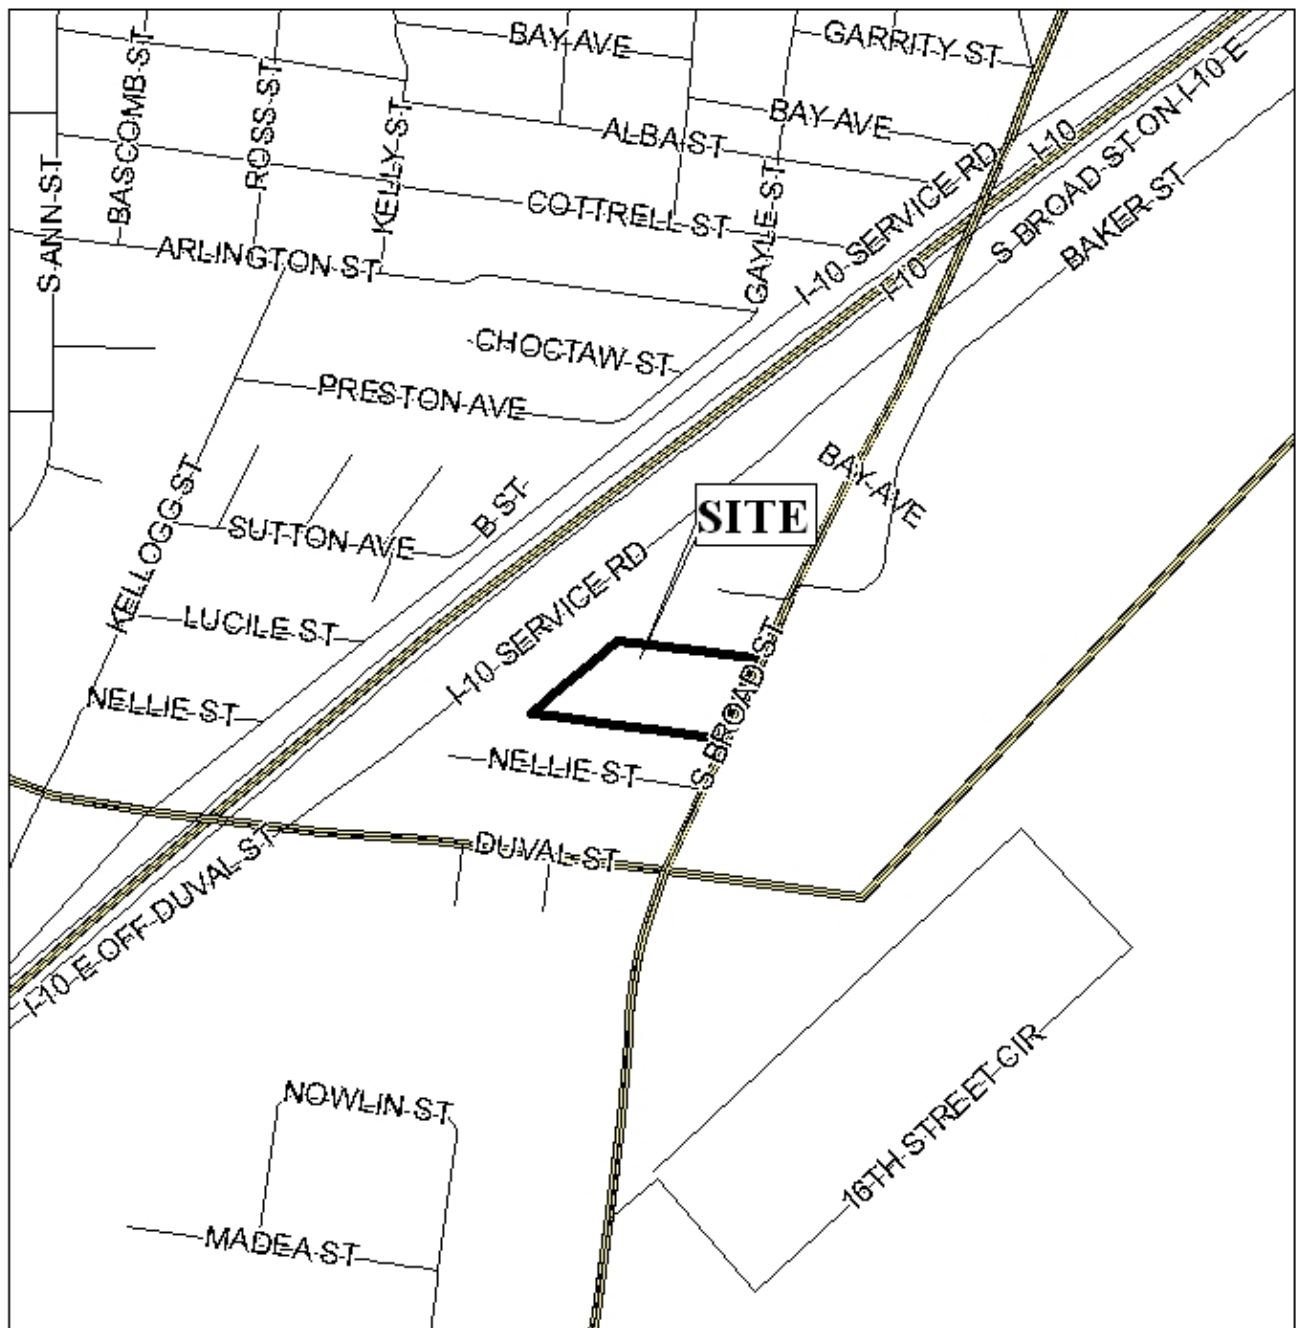 BAY AVE
GARRITY ST
BASCOMB ST
ROSS ST
KELLY ST
ALBA ST
BAY AVE
I-10
S BROAD ST ON I-10 E
S ANN ST
COTTRELL ST
GAYLE ST
I-10 SERVICE RD
BAKER ST
ARLINGTON ST
I-10
CHOCTAW ST
PRESTON AVE
BAY AVE
KELLOGG ST
B ST
SITE
SUTTON AVE
I-10 SERVICE RD
LUCILE ST
NELLIE ST
S BROAD ST
NELLIE ST
DUVAL ST
I-10 E OFF DUVAL ST
NOWLIN ST
16TH STREET CIR
MADEA ST